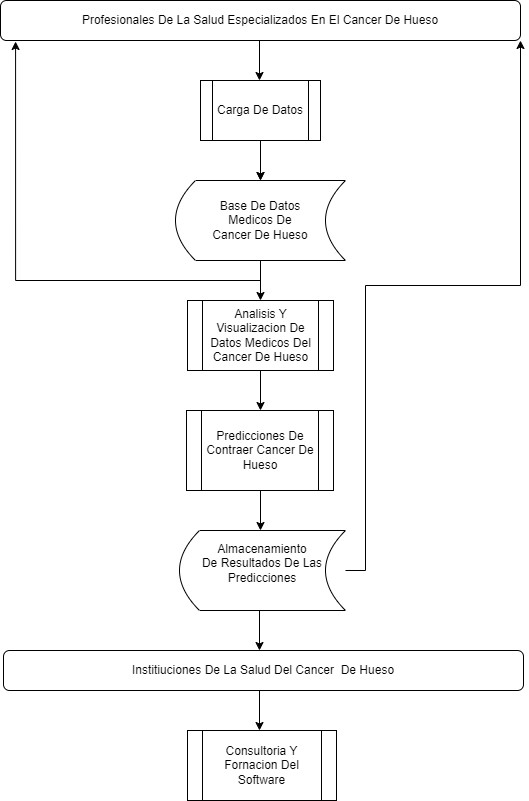 Profesionales De La Salud Especializados En El Cancer De Hueso
Carga De Datos
Base De Datos
Medicos De
Cancer De Hueso
Analisis Y
Visualizacion De
Datos Medicos Del
Cancer De Hueso
Predicciones De
Contraer Cancer De
Hueso
Almacenamiento
De Resultados De Las
Predicciones
Instituciones De La Salud Del Cancer De Hueso
Consultoria Y
Fornacion Del
Software